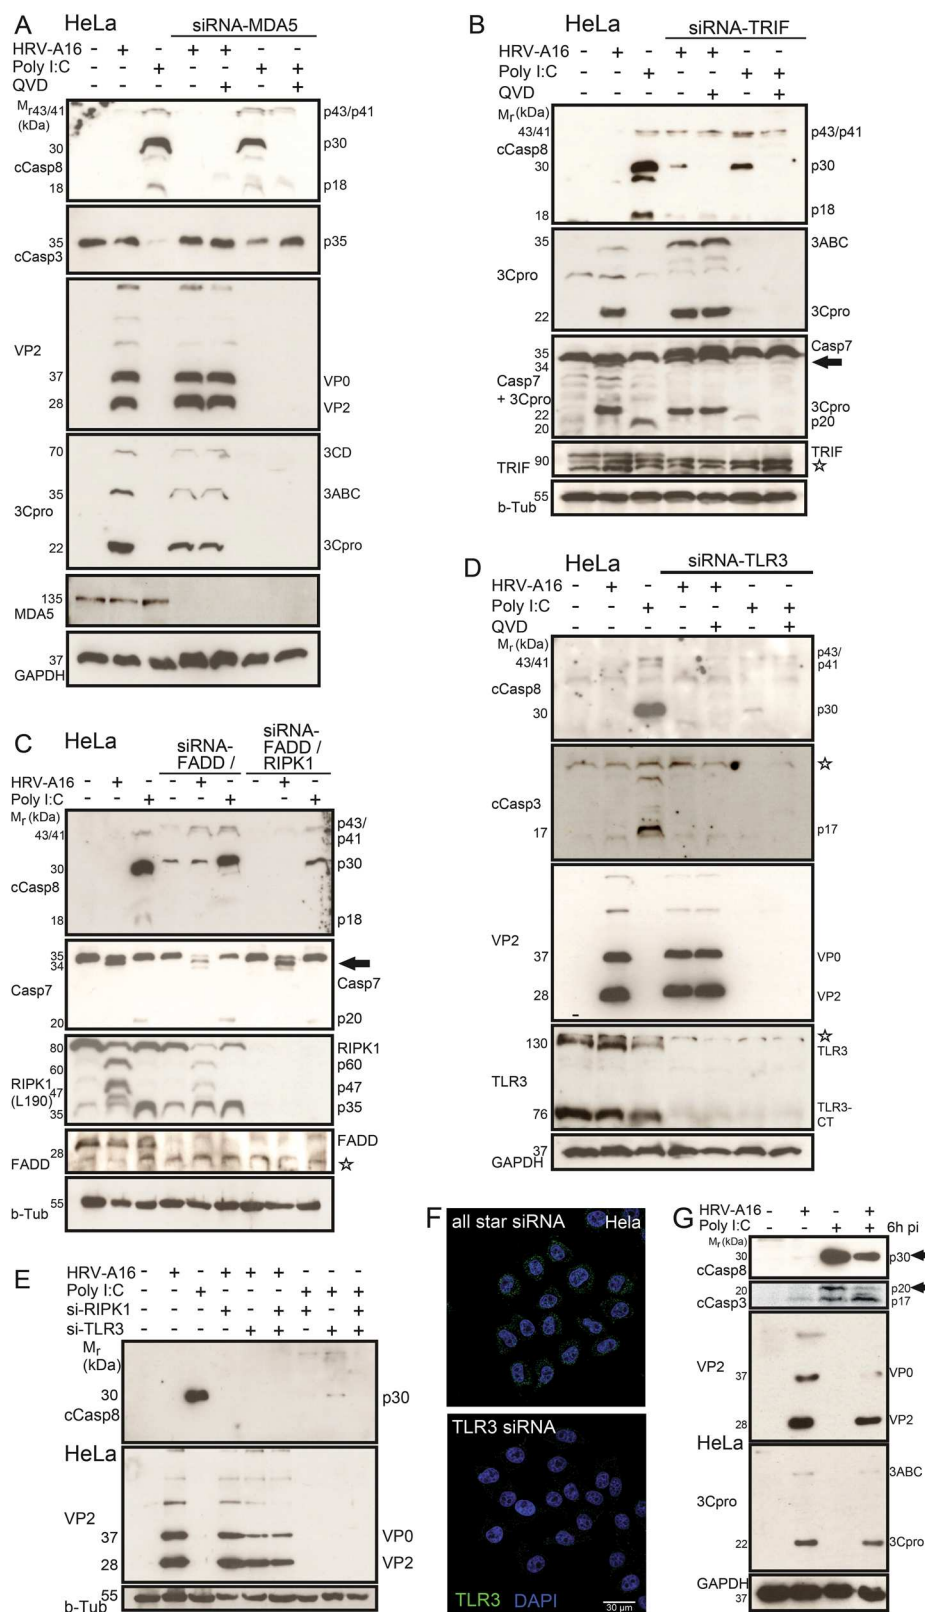 A HeLa siRNA-MDA5
HRV-A16 - + - + + - -
Poly I:C - - + - - + +
QVD - - - - + - +
Mr43/41 p43/p41
(kDa)
30 p30
cCasp8
18 p18
35 p35
cCasp3
VP2
37 VP0
28 VP2
70 3CD
35 3ABC
3Cpro
22 3Cpro
135
MDA5
37
GAPDH
B HeLa siRNA-TRIF
HRV-A16 - + - + + - -
Poly I:C - - + - - + +
QVD - - - - + - +
Mr (kDa)
43/41 p43/p41
cCasp8
30 p30
18 p18
35 3ABC
3Cpro
22 3Cpro
35 Casp7
34
Casp7
+ 3Cpro
22 3Cpro
20 p20
TRIF 90 TRIF
☆
b-Tub 55
C HeLa
siRNA-
FADD /
siRNA-
FADD /
RIPK1
HRV-A16 - + - - + - - + -
Poly I:C - - + - - + - - +
Mr (kDa)
43/41 p43/
p41
30 p30
cCasp8
18 p18
35
34
Casp7 Casp7
20 p20
80 RIPK1
60 p60
RIPK1 47 p47
(L190)
35 p35
FADD
28
FADD ☆
b-Tub 55
D HeLa siRNA-TLR3
HRV-A16 - + - + + - -
Poly I:C - - + - - + +
QVD - - - - + - +
Mr (kDa)
43/41 p43/
p41
cCasp8
30 p30
☆
cCasp3
17 p17
VP2
37 VP0
28 VP2
☆
130 TLR3
TLR3
76 TLR3-
CT
37
GAPDH
E
HRV-A16 - + - + + + - - -
Poly I:C - - + - - - + + +
si-RIPK1 - - - + - + + - +
si-TLR3 - - - - + + - + +
Mr
(kDa)
30 p30
cCasp8
HeLa
VP2
37 VP0
28 VP2
b-Tub 55
F
all star siRNA Hela
TLR3 siRNA
TLR3 DAPI 30 µm
G
HRV-A16 - + - +
Poly I:C - - + + 6h pi
Mr (kDa)
30 p30
cCasp8
20 p20
cCasp3 p17
VP2
37 VP0
28 VP2
HeLa
3ABC
3Cpro
22 3Cpro
GAPDH
37